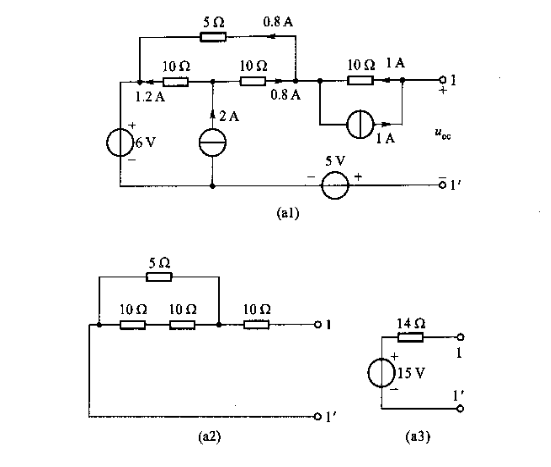 5 Ω 0.8 A
10 Ω 10 Ω 10 Ω 1 A
1.2 A 0.8 A 1
+
2 A
+ 6 V − 1 A u_oc
5 V
− + − 1′
(a1)
5 Ω
10 Ω 10 Ω 10 Ω 1
14 Ω
1
+ 15 V −
1′ 1′
(a2) (a3)